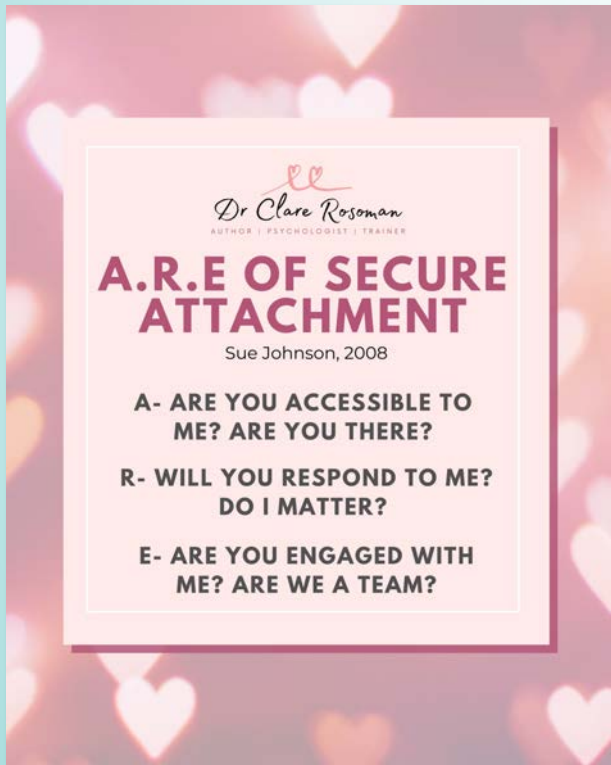 Dr Clare Rosoman
AUTHOR | PSYCHOLOGIST | TRAINER
A.R.E OF SECURE
ATTACHMENT
Sue Johnson, 2008
A- ARE YOU ACCESSIBLE TO
ME? ARE YOU THERE?
R- WILL YOU RESPOND TO ME?
DO I MATTER?
E- ARE YOU ENGAGED WITH
ME? ARE WE A TEAM?